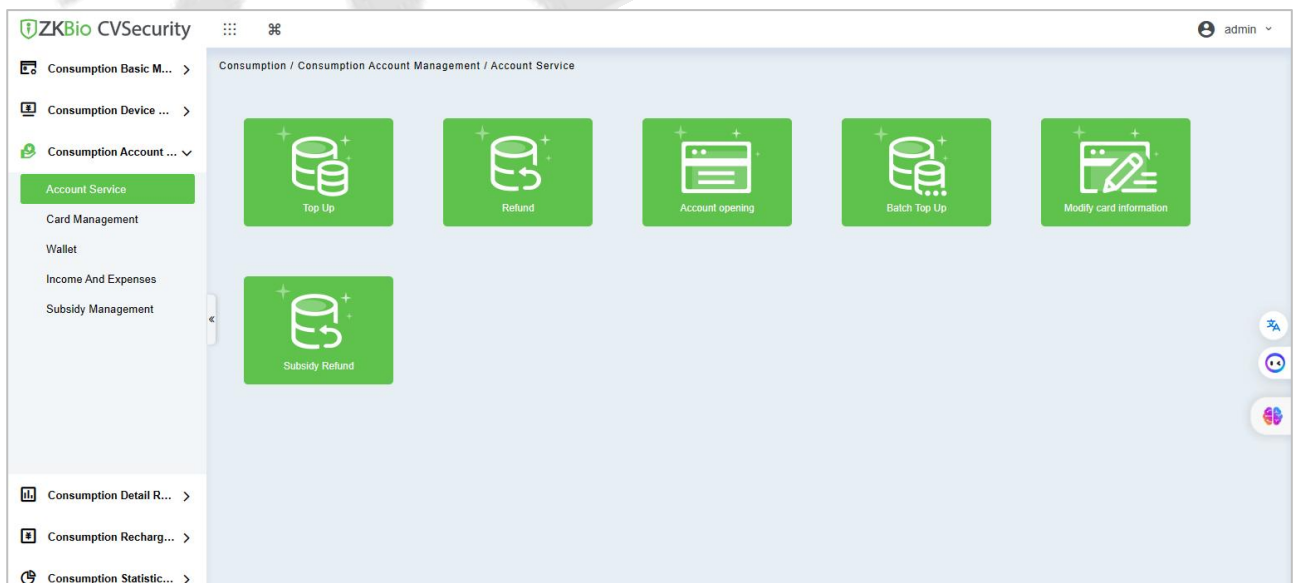 ZKBio CVSecurity
admin
Consumption Basic M...
Consumption Device ...
Consumption Account ...
Account Service
Card Management
Wallet
Income And Expenses
Subsidy Management
Consumption Detail R...
Consumption Recharg...
Consumption Statistic...
Consumption / Consumption Account Management / Account Service
Top Up
Refund
Account opening
Batch Top Up
Modify card information
Subsidy Refund